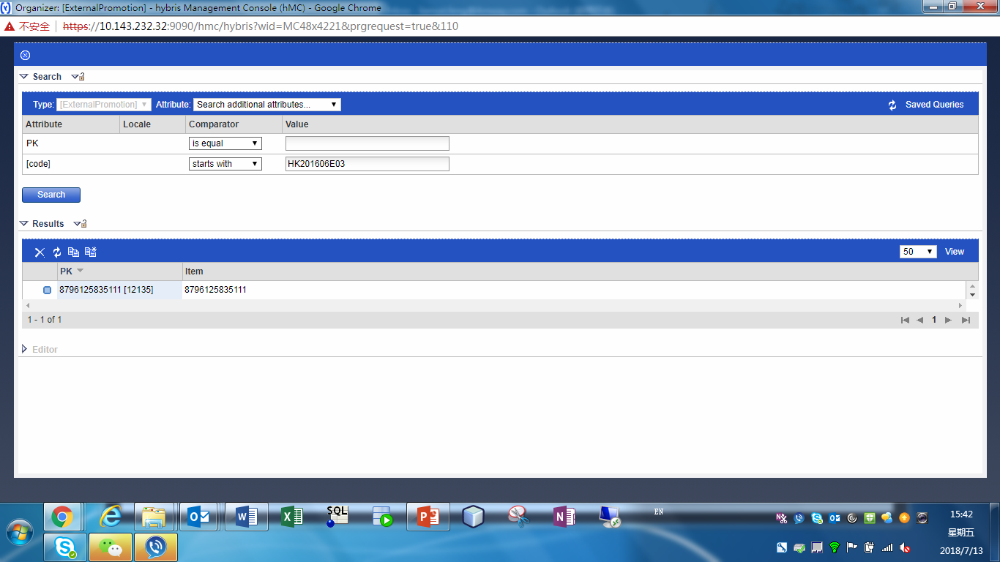 Organizer: [ExternalPromotion] - hybris Management Console (hMC) - Google Chrome
不安全 https://10.143.232.32:9090/hmc/hybris?wid=MC48x4221&prgrequest=true&110
Search
Type: [ExternalPromotion] Attribute: Search additional attributes... Saved Queries
Attribute Locale Comparator Value
PK is equal
[code] starts with HK201606E03
Search
Results
50 View
PK Item
8796125835111 [12135] 8796125835111
1 - 1 of 1 1
Editor
SQL EN
15:42
星期五
2018/7/13